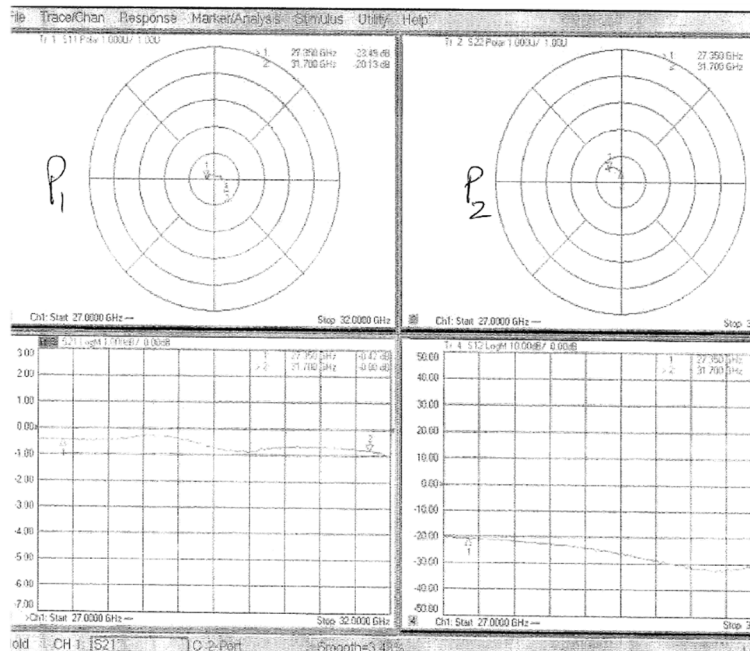 File Trace/Chan Response Marker/Analysis Stimulus Utility Help
Tr 1 S11 Polar 1.000U/ 1.00U
> 1: 27.350 GHz -23.49 dB
2: 31.700 GHz -20.13 dB
P1
Ch1: Start 27.0000 GHz — Stop 32.0000 GHz
Tr 2 S22 Polar 1.000U/ 1.00U
> 1: 27.350 GHz
2: 31.700 GHz
P2
Ch1: Start 27.0000 GHz — Stop 3
S21 LogM 1.000dB/ 0.00dB
1: 27.350 GHz -0.42 dB
> 2: 31.700 GHz
3.00
2.00
1.00
0.00
-1.00
-2.00
-3.00
-4.00
-5.00
-6.00
-7.00
1
2
>Ch1: Start 27.0000 GHz — Stop 32.0000 GHz
Tr 4 S12 LogM 10.00dB/ 0.00dB
1: 27.350 GHz
> 2: 31.700 GHz
50.00
40.00
30.00
20.00
10.00
0.00
-10.00
-20.00
-30.00
-40.00
-50.00
1
Ch1: Start 27.0000 GHz — Stop 3
old CH 1: S21 C 2-Port